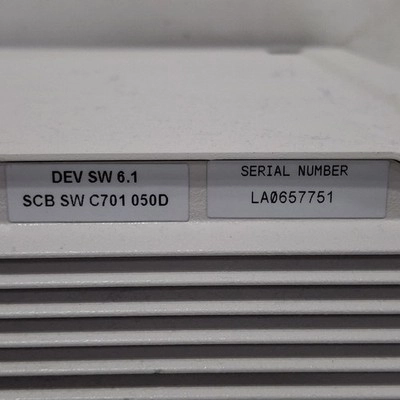 DEV SW 6.1
SCB SW C701 050D
SERIAL NUMBER
LA0657751